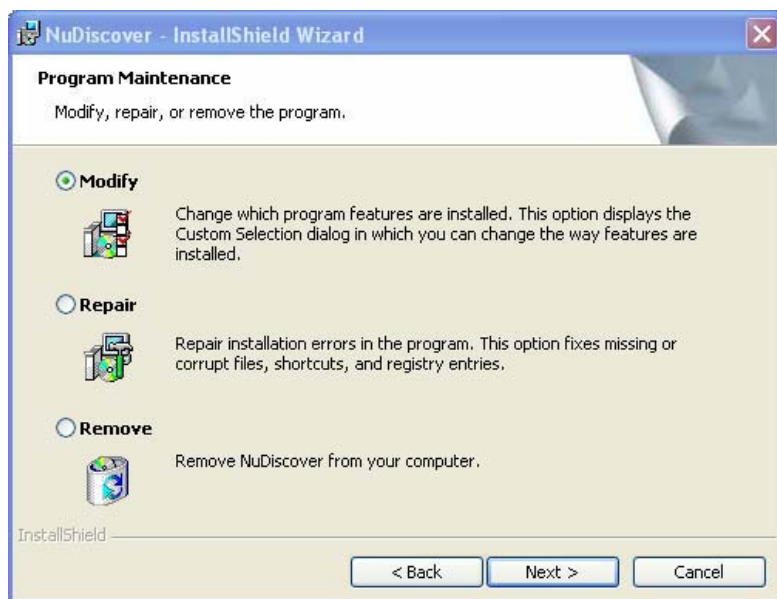 NuDiscover - InstallShield Wizard
Program Maintenance
Modify, repair, or remove the program.
Modify
Change which program features are installed. This option displays the
Custom Selection dialog in which you can change the way features are
installed.
Repair
Repair installation errors in the program. This option fixes missing or
corrupt files, shortcuts, and registry entries.
Remove
Remove NuDiscover from your computer.
InstallShield
< Back
Next >
Cancel